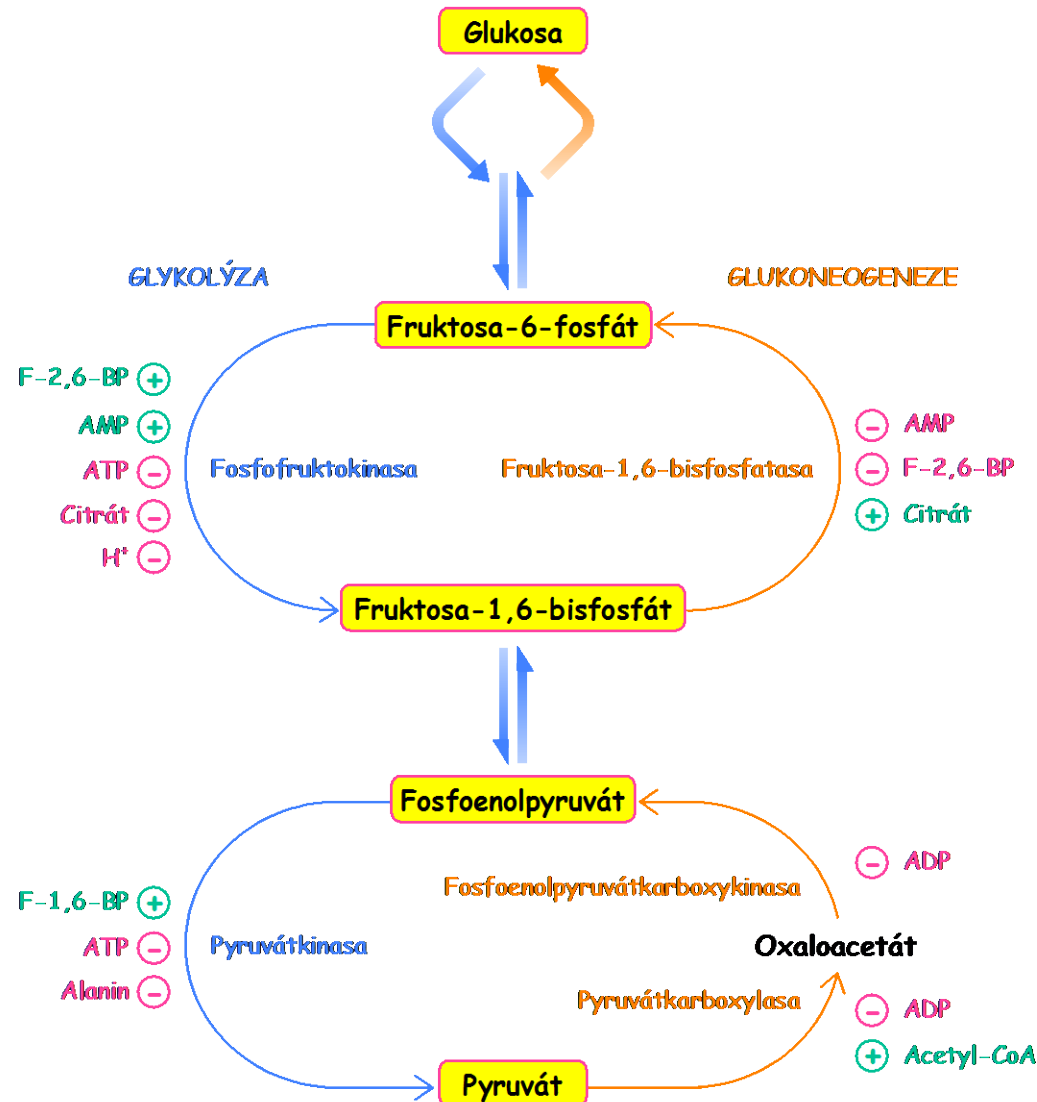 Glukosa
GLYKOLÝZA
GLUKONEOGENEZE
Fruktosa-6-fosfát
F-2,6-BP +
AMP +
ATP −
Citrát −
H⁺ −
Fosfofruktokinasa
Fruktosa-1,6-bisfosfatasa
− AMP
− F-2,6-BP
+ Citrát
Fruktosa-1,6-bisfosfát
Fosfoenolpyruvát
F-1,6-BP +
ATP −
Alanin −
Pyruvátkinasa
Fosfoenolpyruvátkarboxykinasa
− ADP
Oxaloacetát
Pyruvátkarboxylasa
− ADP
+ Acetyl-CoA
Pyruvát